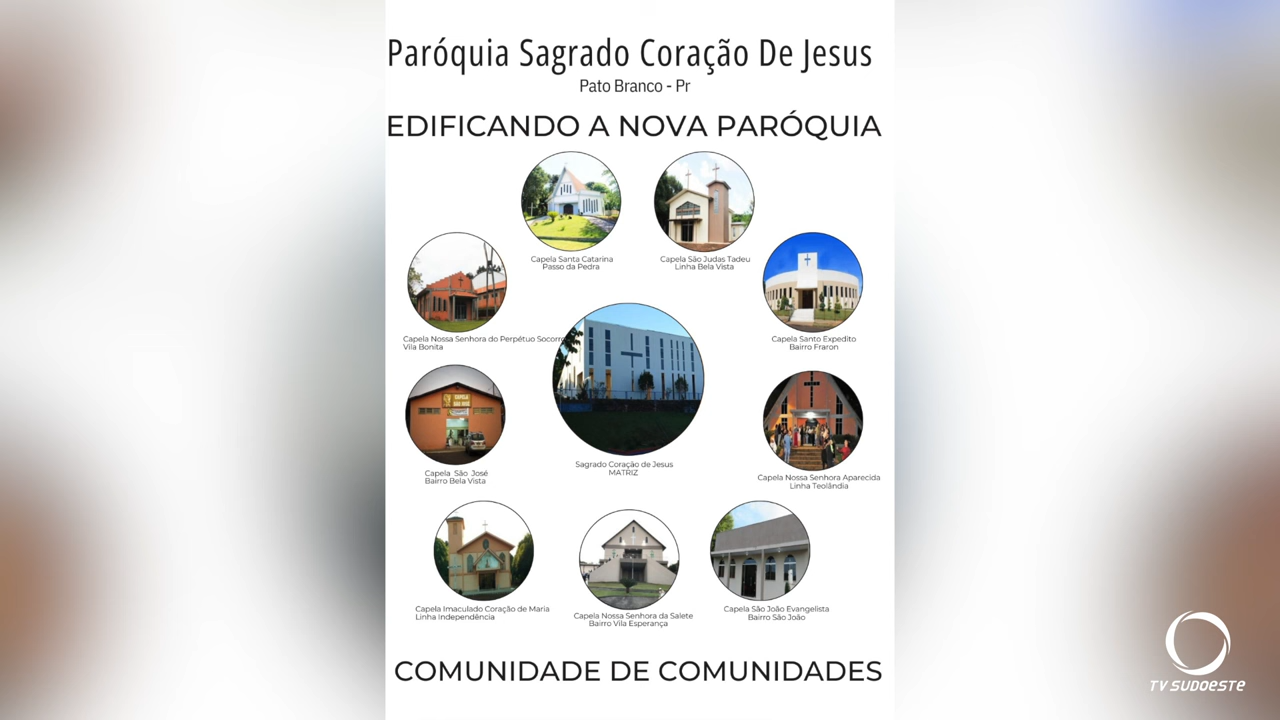 Paróquia Sagrado Coração De Jesus
Pato Branco - Pr
EDIFICANDO A NOVA PARÓQUIA
Capela Santa Catarina
Passo da Pedra
Capela São Judas Tadeu
Linha Bela Vista
Capela Nossa Senhora do Perpétuo Socorro
Vila Bonita
Capela Santo Expedito
Bairro Fraron
Capela São José
Bairro Bela Vista
Sagrado Coração de Jesus
MATRIZ
Capela Nossa Senhora Aparecida
Linha Teolândia
Capela Imaculado Coração de Maria
Linha Independência
Capela Nossa Senhora da Salete
Bairro Vila Esperança
Capela São João Evangelista
Bairro São João
COMUNIDADE DE COMUNIDADES
TV SUDOESTE